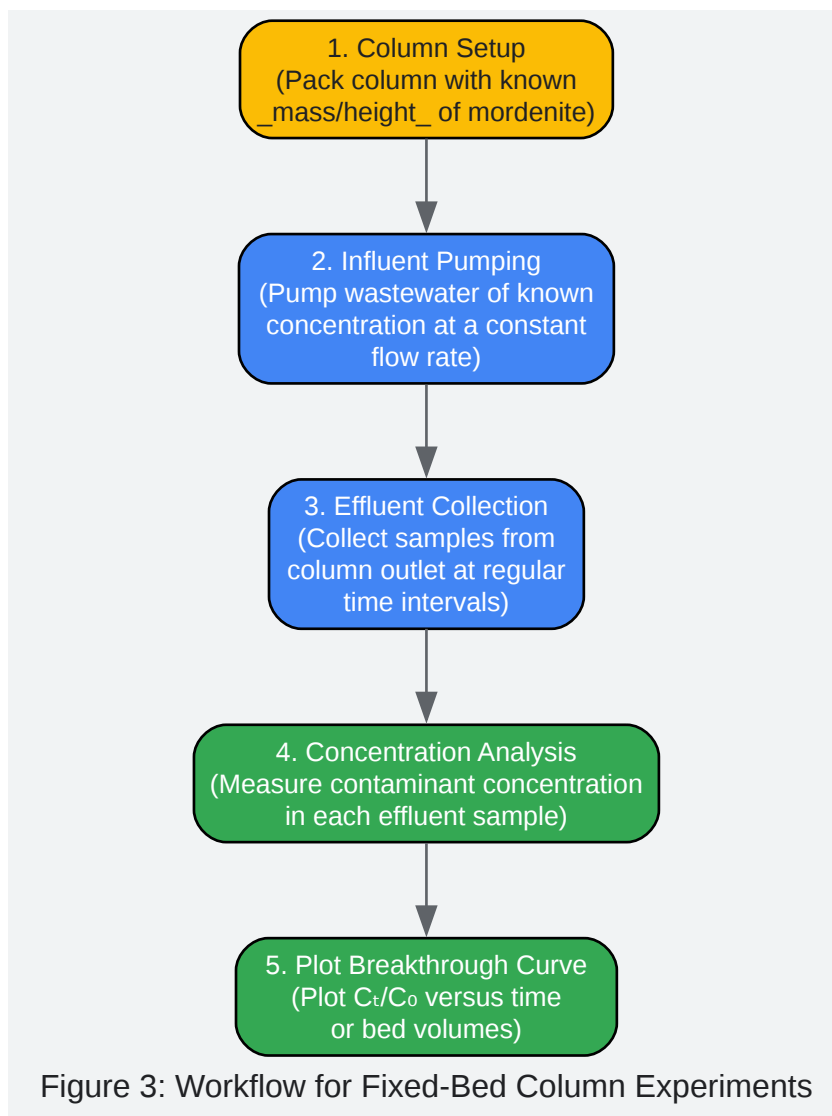 1. Column Setup
(Pack column with known
_mass/height_ of mordenite)
2. Influent Pumping
(Pump wastewater of known
concentration at a constant
flow rate)
3. Effluent Collection
(Collect samples from
column outlet at regular
time intervals)
4. Concentration Analysis
(Measure contaminant concentration
in each effluent sample)
5. Plot Breakthrough Curve
(Plot Cₜ/C₀ versus time
or bed volumes)
Figure 3: Workflow for Fixed-Bed Column Experiments